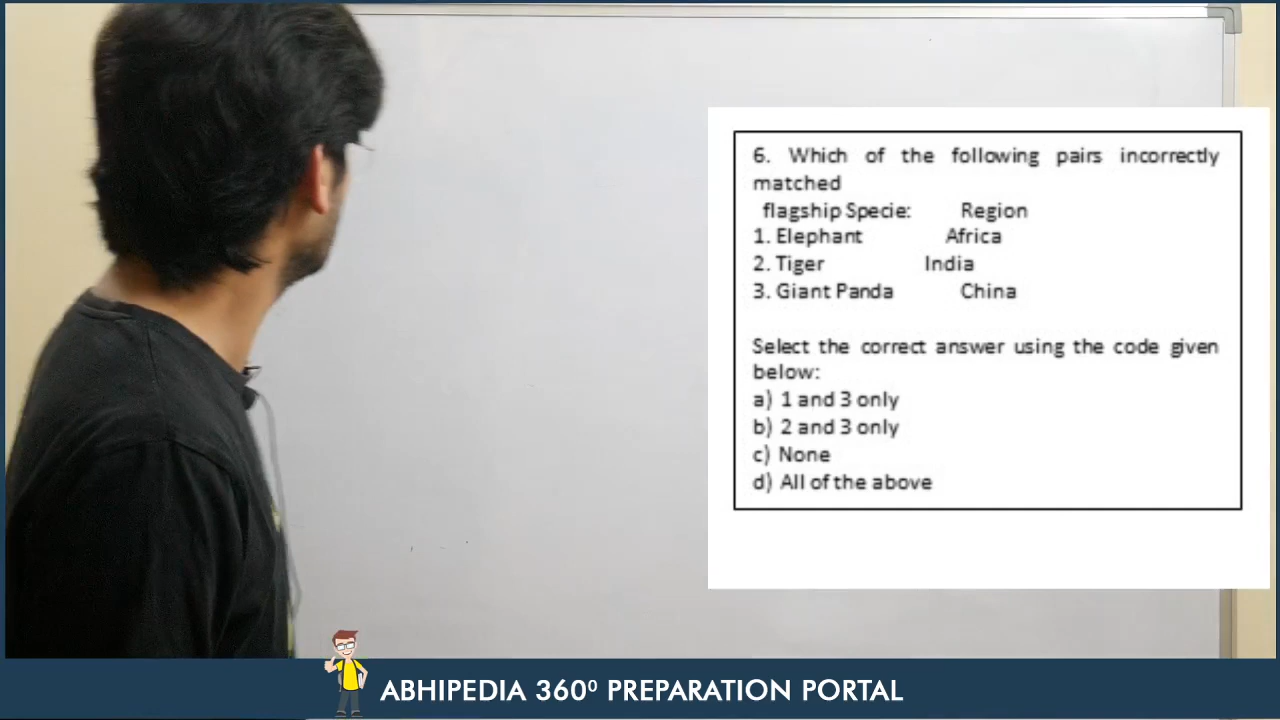 6. Which of the following pairs incorrectly
matched
flagship Specie: Region
1. Elephant Africa
2. Tiger India
3. Giant Panda China
Select the correct answer using the code given
below:
a) 1 and 3 only
b) 2 and 3 only
c) None
d) All of the above
ABHIPEDIA 360⁰ PREPARATION PORTAL